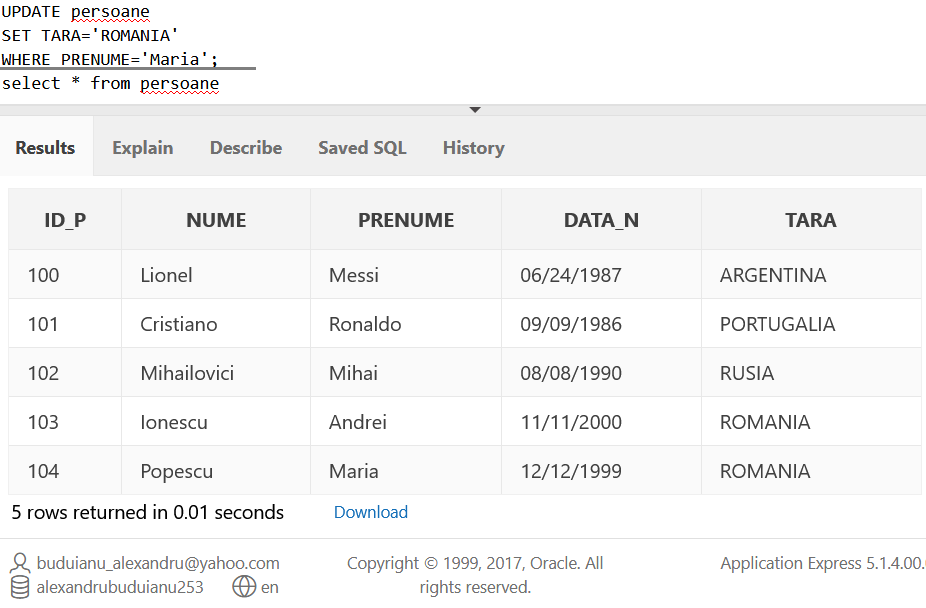 UPDATE persoane
SET TARA='ROMANIA'
WHERE PRENUME='Maria';
select * from persoane
Results Explain Describe Saved SQL History
ID_P NUME PRENUME DATA_N TARA
100 Lionel Messi 06/24/1987 ARGENTINA
101 Cristiano Ronaldo 09/09/1986 PORTUGALIA
102 Mihailovici Mihai 08/08/1990 RUSIA
103 Ionescu Andrei 11/11/2000 ROMANIA
104 Popescu Maria 12/12/1999 ROMANIA
5 rows returned in 0.01 seconds Download
buduianu_alexandru@yahoo.com Copyright © 1999, 2017, Oracle. All Application Express 5.1.4.00.
alexandrubuduianu253 en rights reserved.